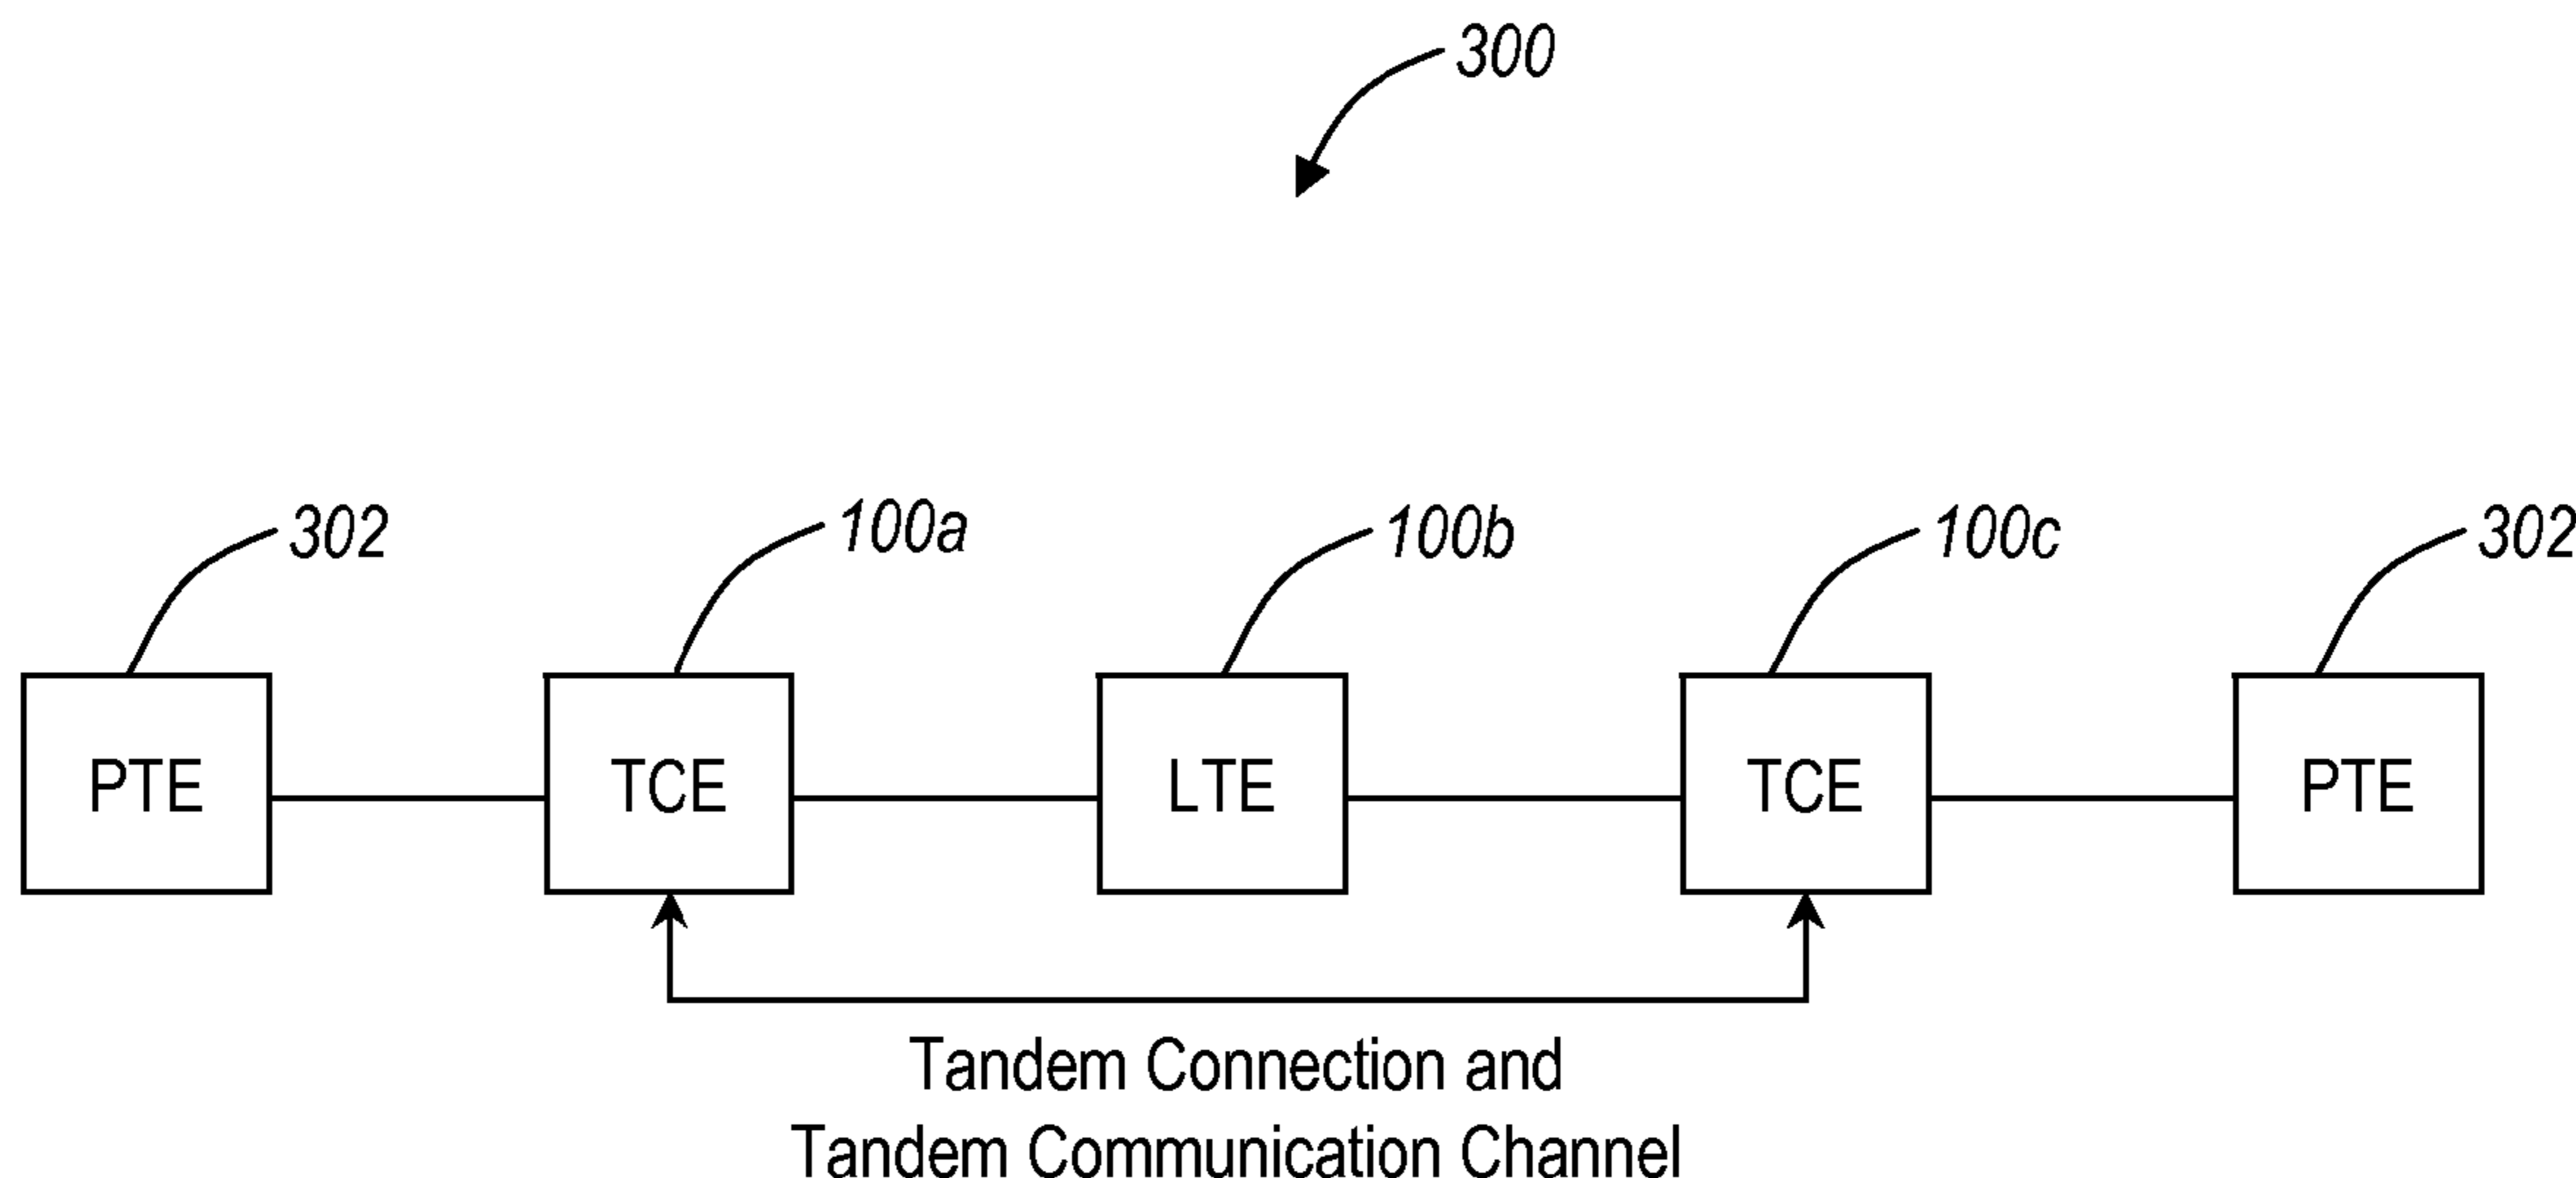 300
302
100a
100b
100c
302
PTE
TCE
LTE
TCE
PTE
Tandem Connection and
Tandem Communication Channel